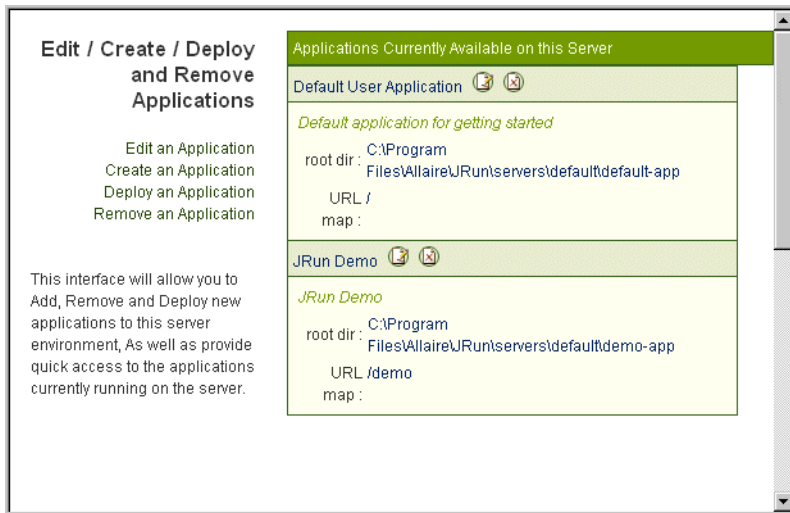 Edit / Create / Deploy
and Remove
Applications
Edit an Application
Create an Application
Deploy an Application
Remove an Application
This interface will allow you to
Add, Remove and Deploy new
applications to this server
environment, As well as provide
quick access to the applications
currently running on the server.
Applications Currently Available on this Server
Default User Application
Default application for getting started
root dir : C:\Program
Files\Allaire\JRun\servers\default\default-app
URL /
map :
JRun Demo
JRun Demo
root dir : C:\Program
Files\Allaire\JRun\servers\default\demo-app
URL /demo
map :